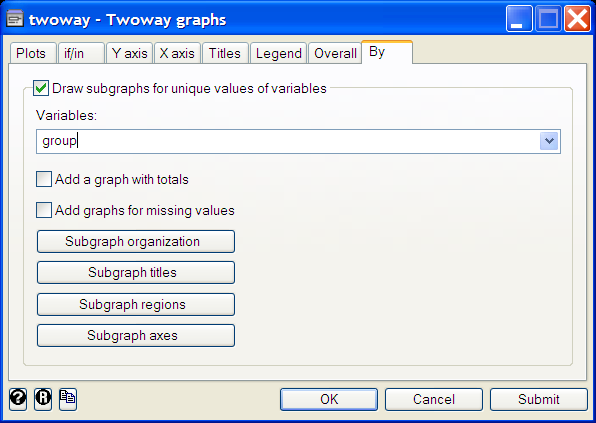 twoway - Twoway graphs
Plots if/in Y axis X axis Titles Legend Overall By
Draw subgraphs for unique values of variables
Variables:
group
Add a graph with totals
Add graphs for missing values
Subgraph organization
Subgraph titles
Subgraph regions
Subgraph axes
? R OK Cancel Submit